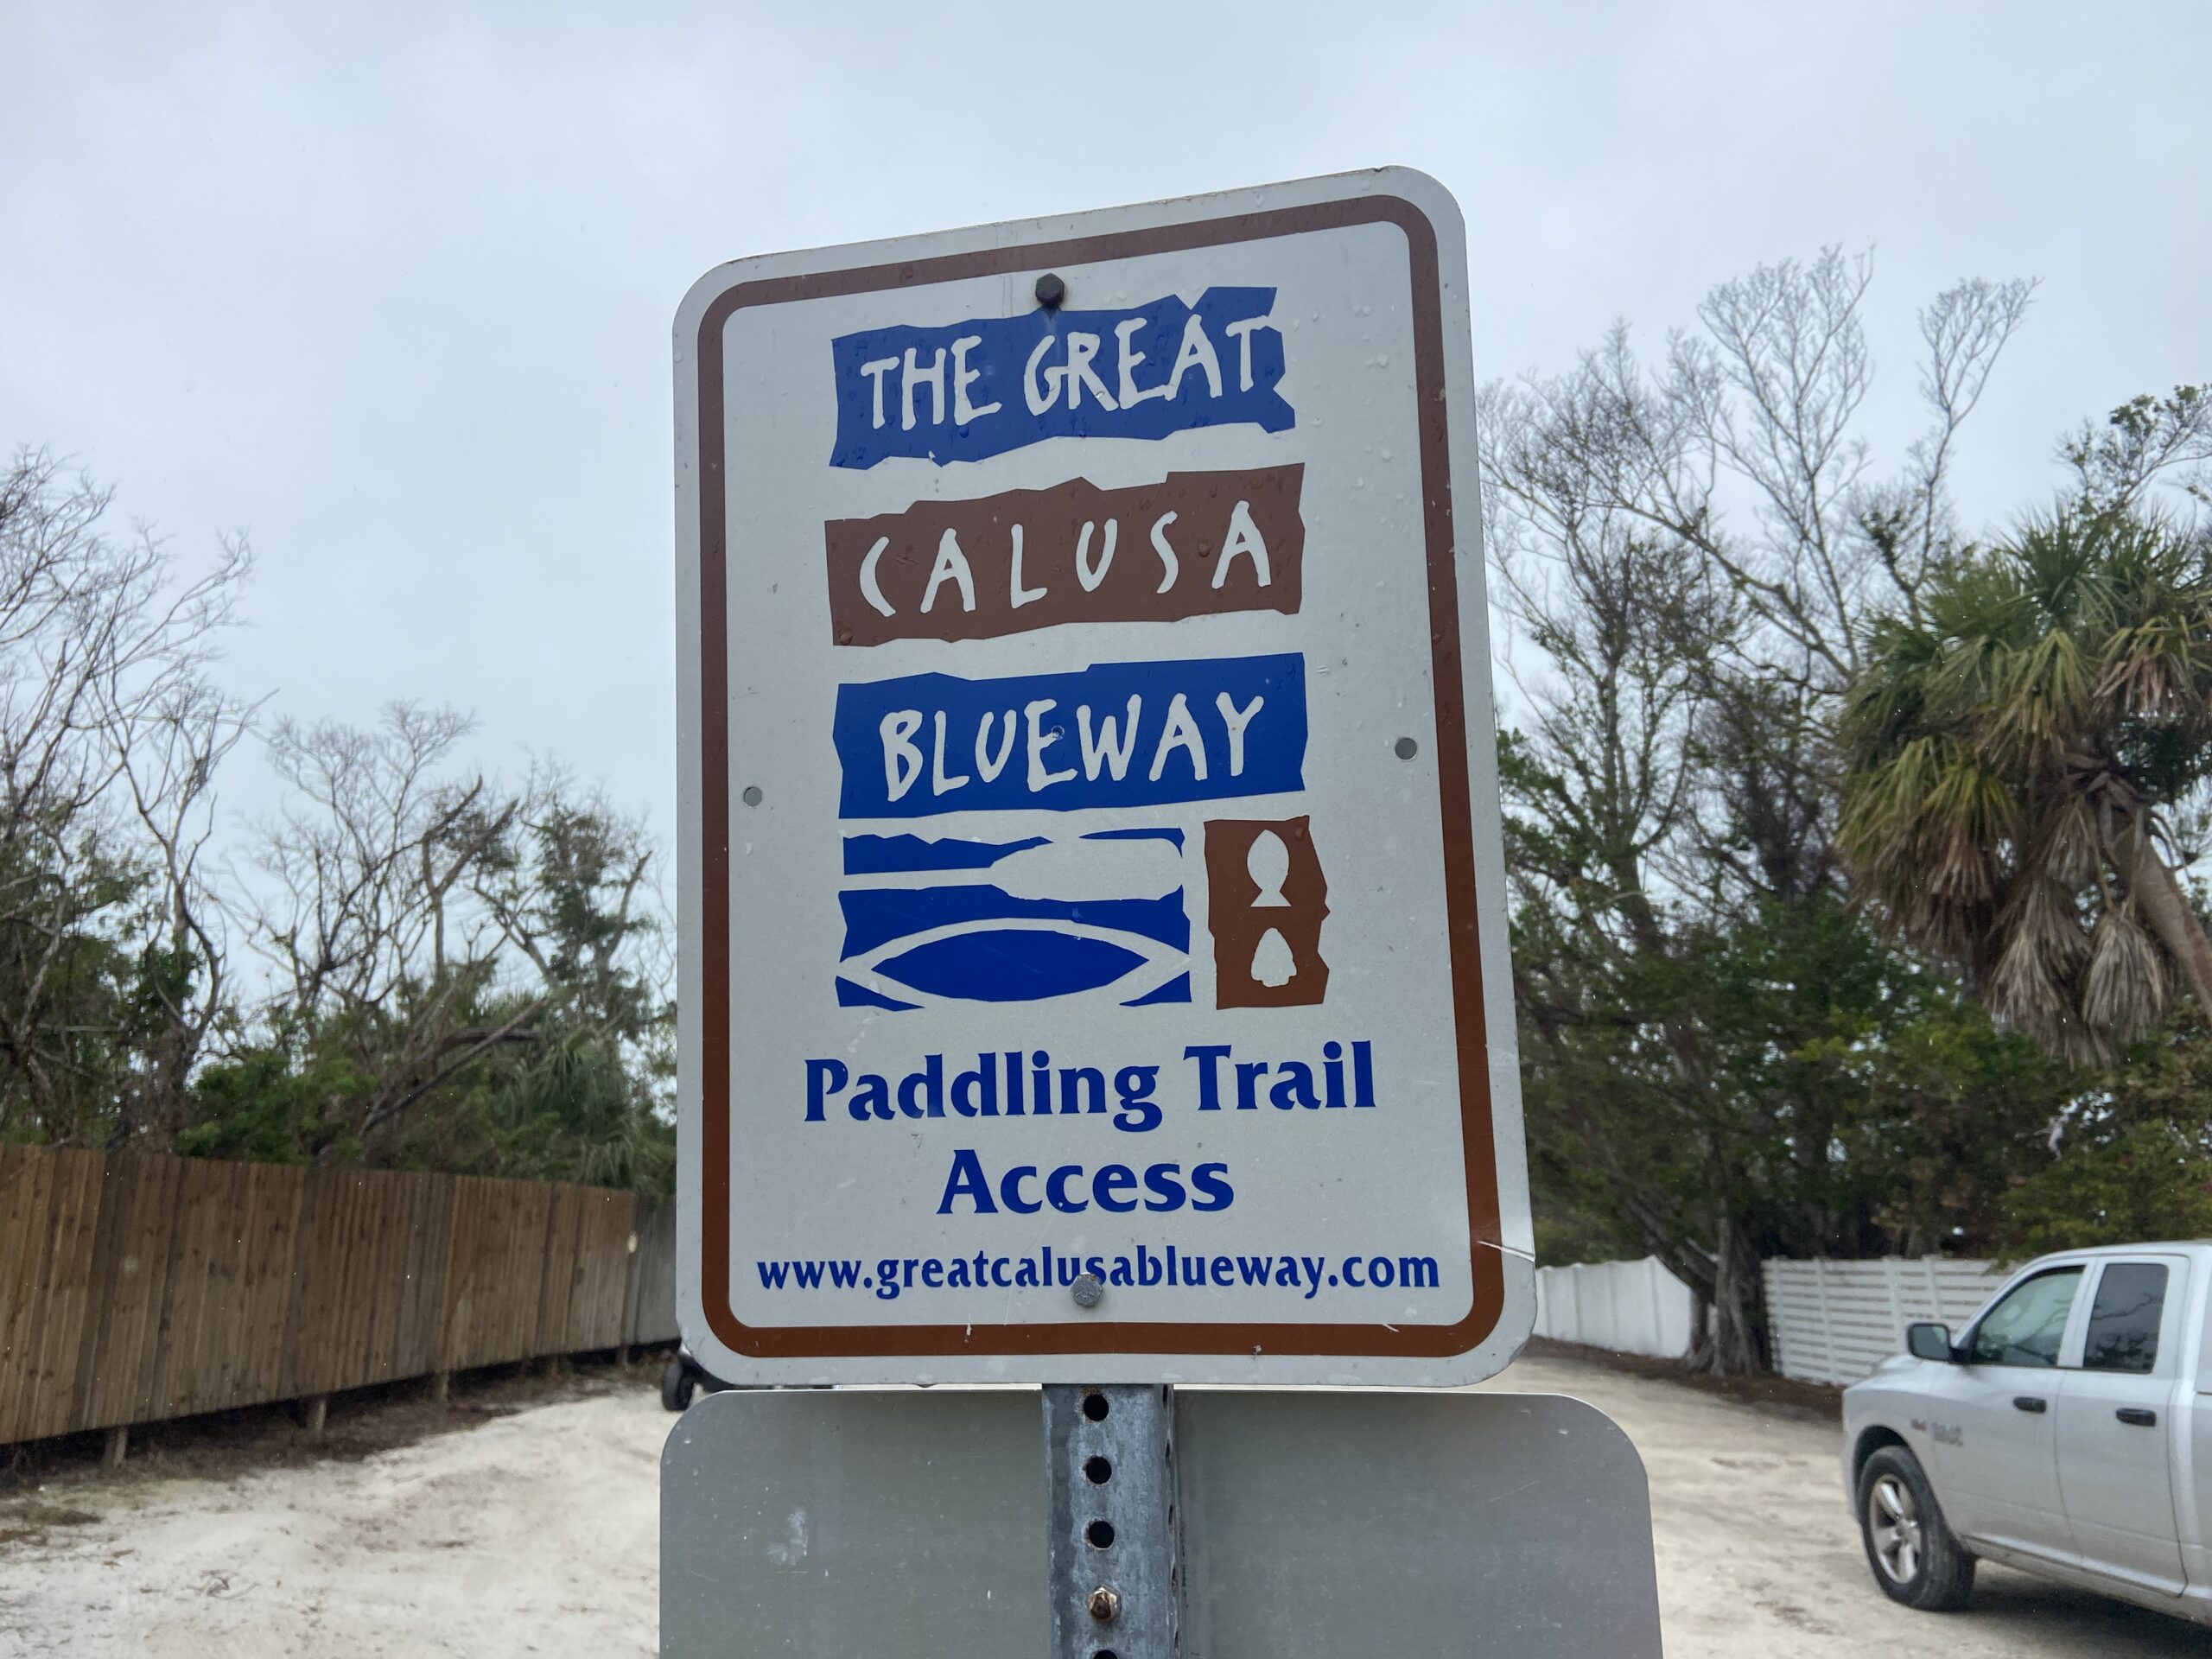 THE GREAT
CALUSA
BLUEWAY
Paddling Trail
Access
www.greatcalusablueway.com